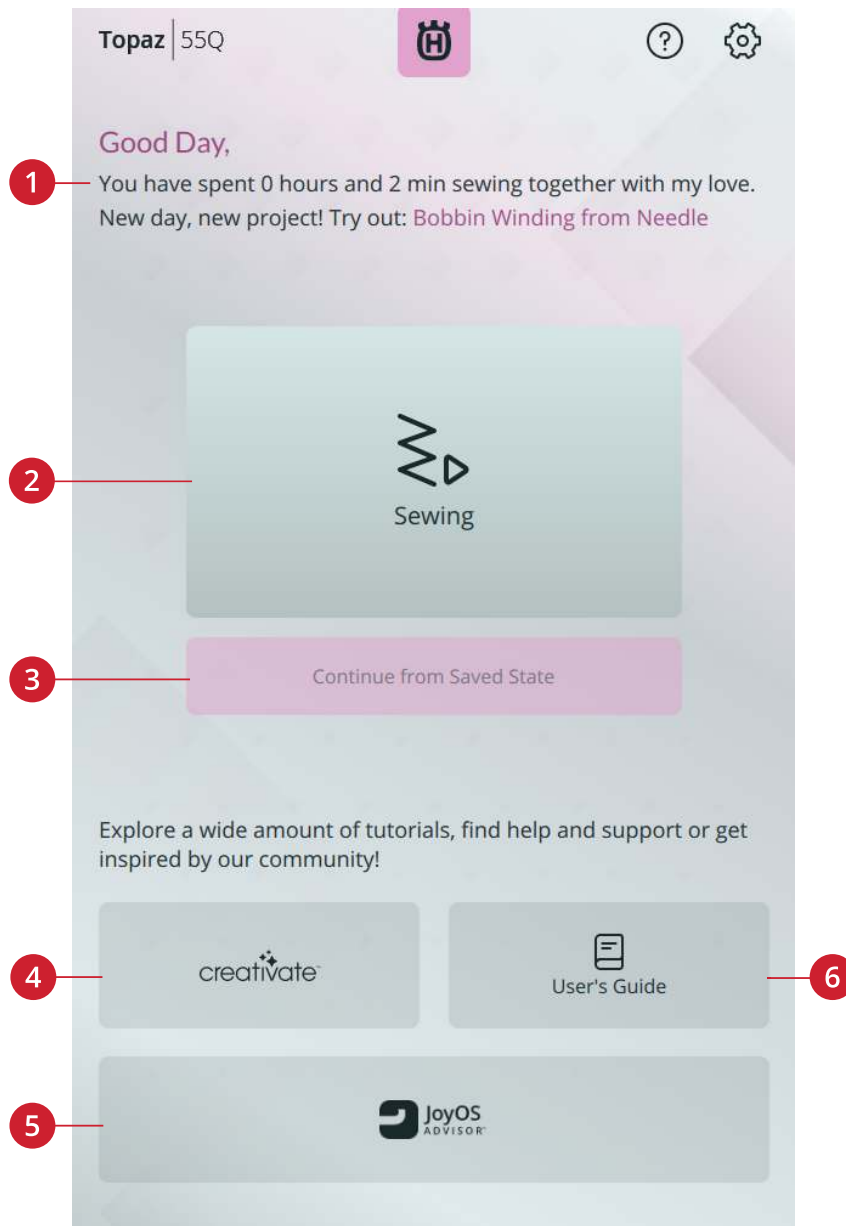 Topaz 55Q
H
Good Day,
1
You have spent 0 hours and 2 min sewing together with my love.
New day, new project! Try out: Bobbin Winding from Needle
2
Sewing
3
Continue from Saved State
Explore a wide amount of tutorials, find help and support or get
inspired by our community!
4
creativate™
User's Guide
6
5
JoyOS
ADVISOR™